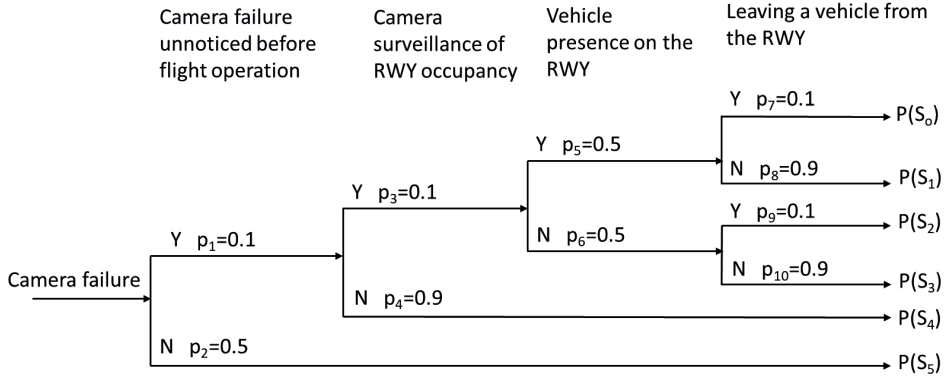 Camera failure
unnoticed before
flight operation
Camera
surveillance of
RWY occupancy
Vehicle
presence on the
RWY
Leaving a vehicle from
the RWY
Y p₇=0.1
P(Sₒ)
Y p₅=0.5
N p₈=0.9
P(S₁)
Y p₃=0.1
Y p₉=0.1
P(S₂)
N p₆=0.5
Y p₁=0.1
N p₁₀=0.9
P(S₃)
Camera failure
N p₄=0.9
P(S₄)
N p₂=0.5
P(S₅)